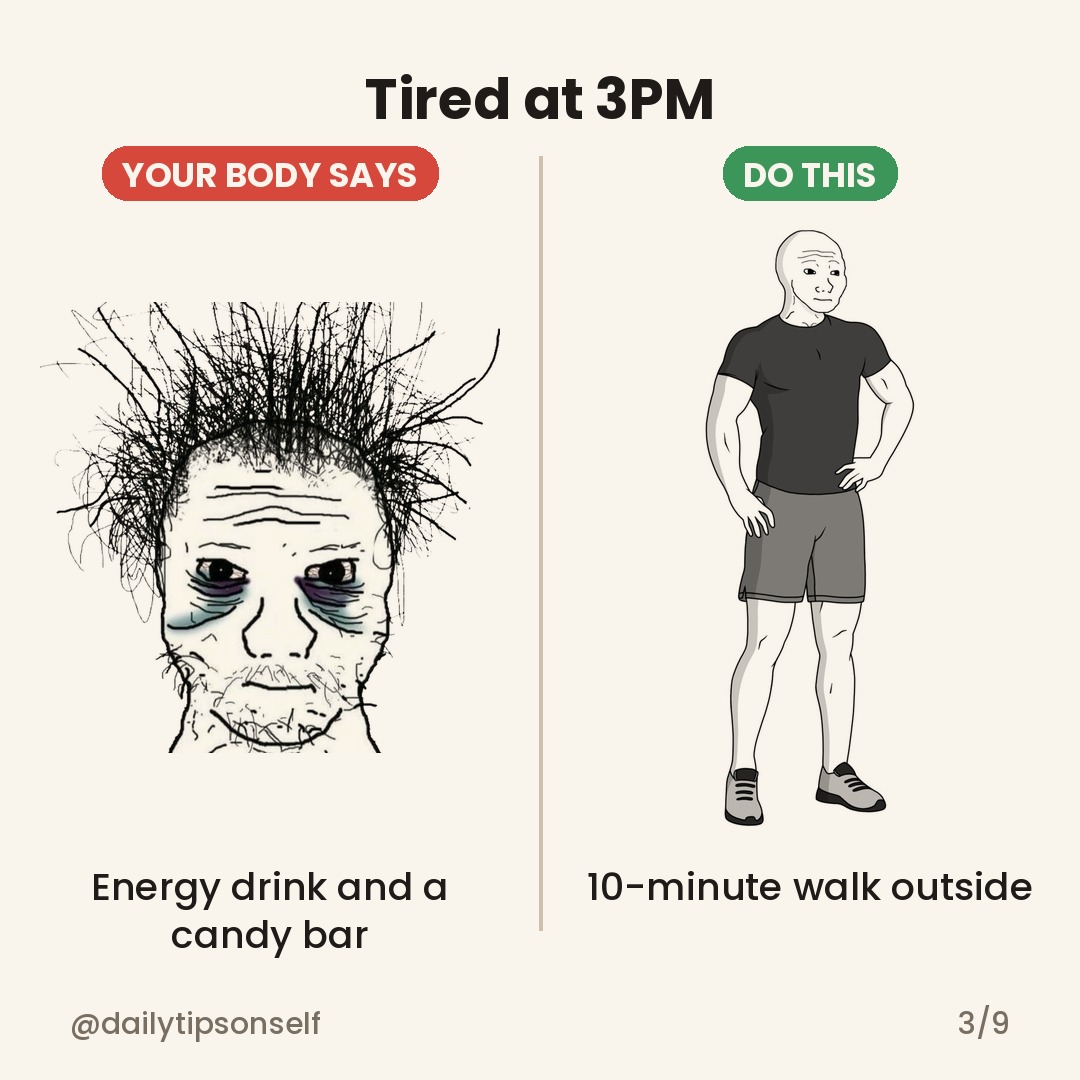 Tired at 3PM
YOUR BODY SAYS
DO THIS
Energy drink and a
candy bar
10-minute walk outside
@dailytipsonself
3/9